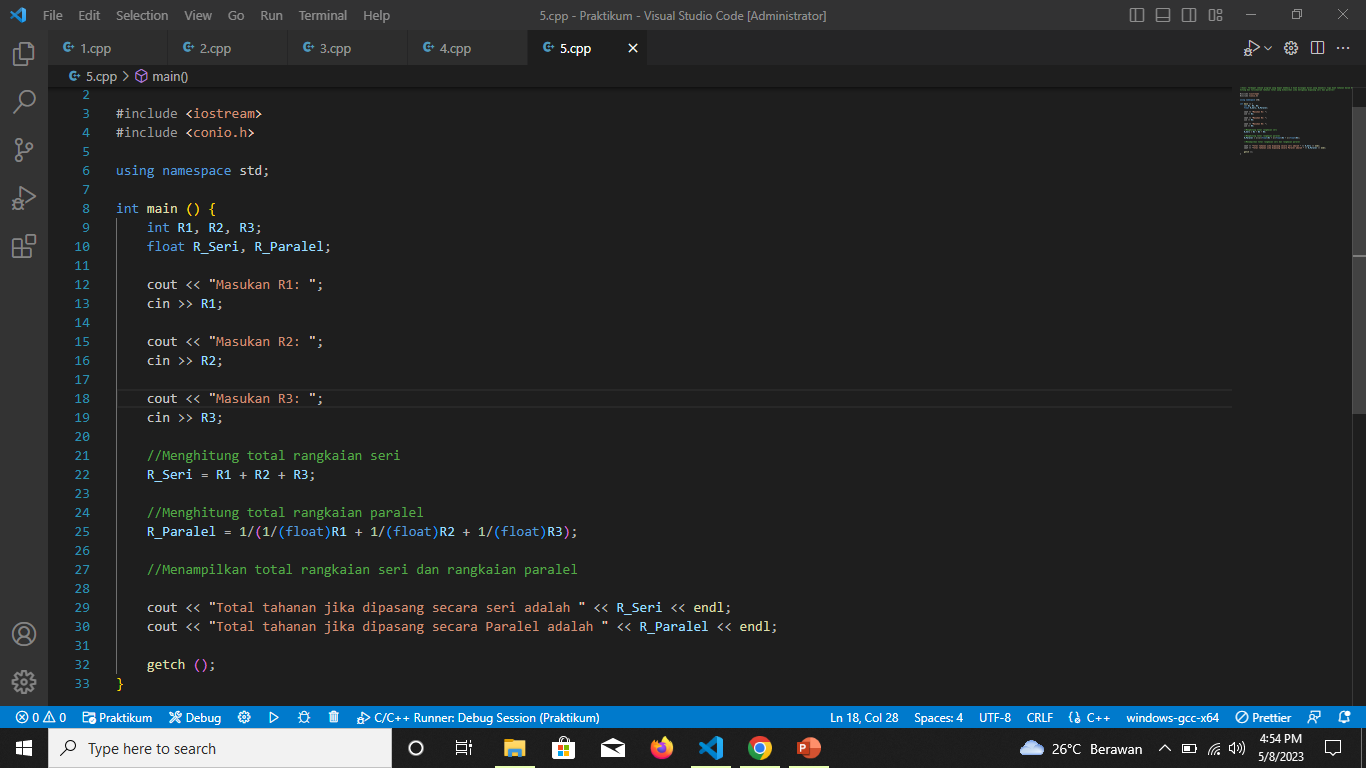 File Edit Selection View Go Run Terminal Help 5.cpp - Praktikum - Visual Studio Code [Administrator]
1.cpp 2.cpp 3.cpp 4.cpp 5.cpp
5.cpp > main()
2
3 #include <iostream>
4 #include <conio.h>
5
6 using namespace std;
7
8 int main () {
9 int R1, R2, R3;
10 float R_Seri, R_Paralel;
11
12 cout << "Masukan R1: ";
13 cin >> R1;
14
15 cout << "Masukan R2: ";
16 cin >> R2;
17
18 cout << "Masukan R3: ";
19 cin >> R3;
20
21 //Menghitung total rangkaian seri
22 R_Seri = R1 + R2 + R3;
23
24 //Menghitung total rangkaian paralel
25 R_Paralel = 1/(1/(float)R1 + 1/(float)R2 + 1/(float)R3);
26
27 //Menampilkan total rangkaian seri dan rangkaian paralel
28
29 cout << "Total tahanan jika dipasang secara seri adalah " << R_Seri << endl;
30 cout << "Total tahanan jika dipasang secara Paralel adalah " << R_Paralel << endl;
31
32 getch ();
33 }
0 0 Praktikum Debug C/C++ Runner: Debug Session (Praktikum) Ln 18, Col 28 Spaces: 4 UTF-8 CRLF C++ windows-gcc-x64 Prettier
Type here to search 26°C Berawan 4:54 PM
5/8/2023